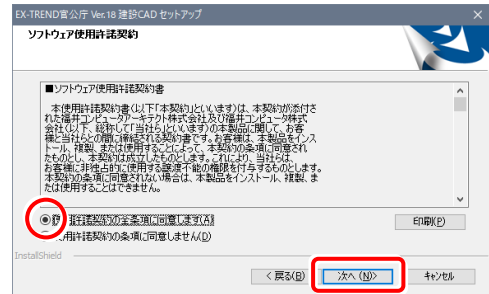 EX-TREND官公庁 Ver.18 建設CAD セットアップ
ソフトウェア使用許諾契約
■ソフトウェア使用許諾契約書
本使用許諾契約書(以下「本契約」といいます)は、本契約が添付さ
れた福井コンピュータアーキテクト株式会社及び福井コンピュータ株式
会社(以下、総称して「当社ら」といいます)の本製品に関して、お客
様と当社らとの間に締結される契約書です。お客様は、本製品をインス
トール、複製、または使用することによって、本契約の条項に同意され
たものとし、本契約は成立したものとします。これにより、当社らは、
お客様に非独占的に使用する譲渡不能の権限を付与するものとします。
本契約の条項に同意されない場合は、本製品をインストール、複製、ま
たは使用することはできません。
許諾契約の全条項に同意します(A)
印刷(P)
用許諾契約の条項に同意しません(D)
InstallShield
< 戻る(B)
次へ (N)>
キャンセル